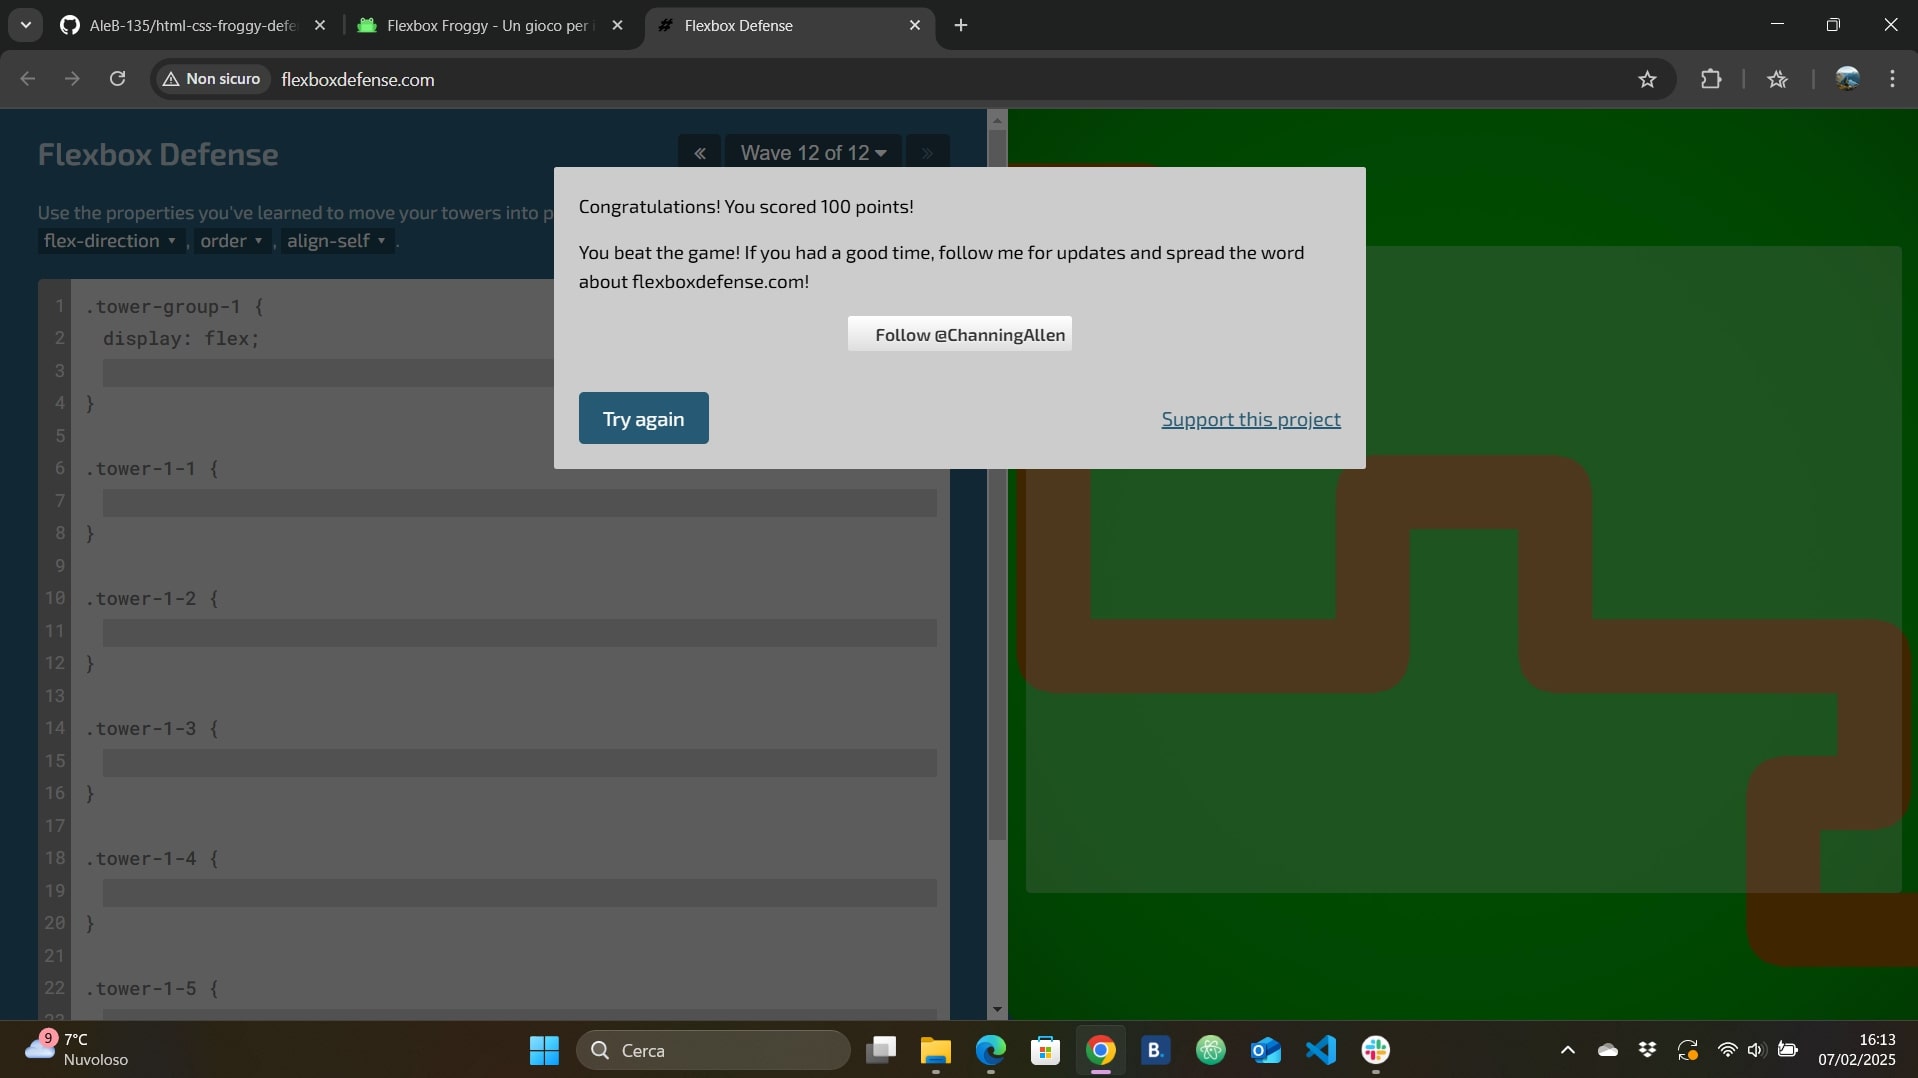 AleB-135/html-css-froggy-defe
Flexbox Froggy - Un gioco per i
Flexbox Defense
Non sicuro
flexboxdefense.com
Flexbox Defense
Wave 12 of 12
Use the properties you've learned to move your towers into p
flex-direction , order , align-self .
1 .tower-group-1 {
2 display: flex;
3
4 }
5
6 .tower-1-1 {
7
8 }
9
10 .tower-1-2 {
11
12 }
13
14 .tower-1-3 {
15
16 }
17
18 .tower-1-4 {
19
20 }
21
22 .tower-1-5 {
23
Congratulations! You scored 100 points!
You beat the game! If you had a good time, follow me for updates and spread the word
about flexboxdefense.com!
Follow @ChanningAllen
Try again
Support this project
9
7°C
Nuvoloso
Cerca
B.
16:13
07/02/2025